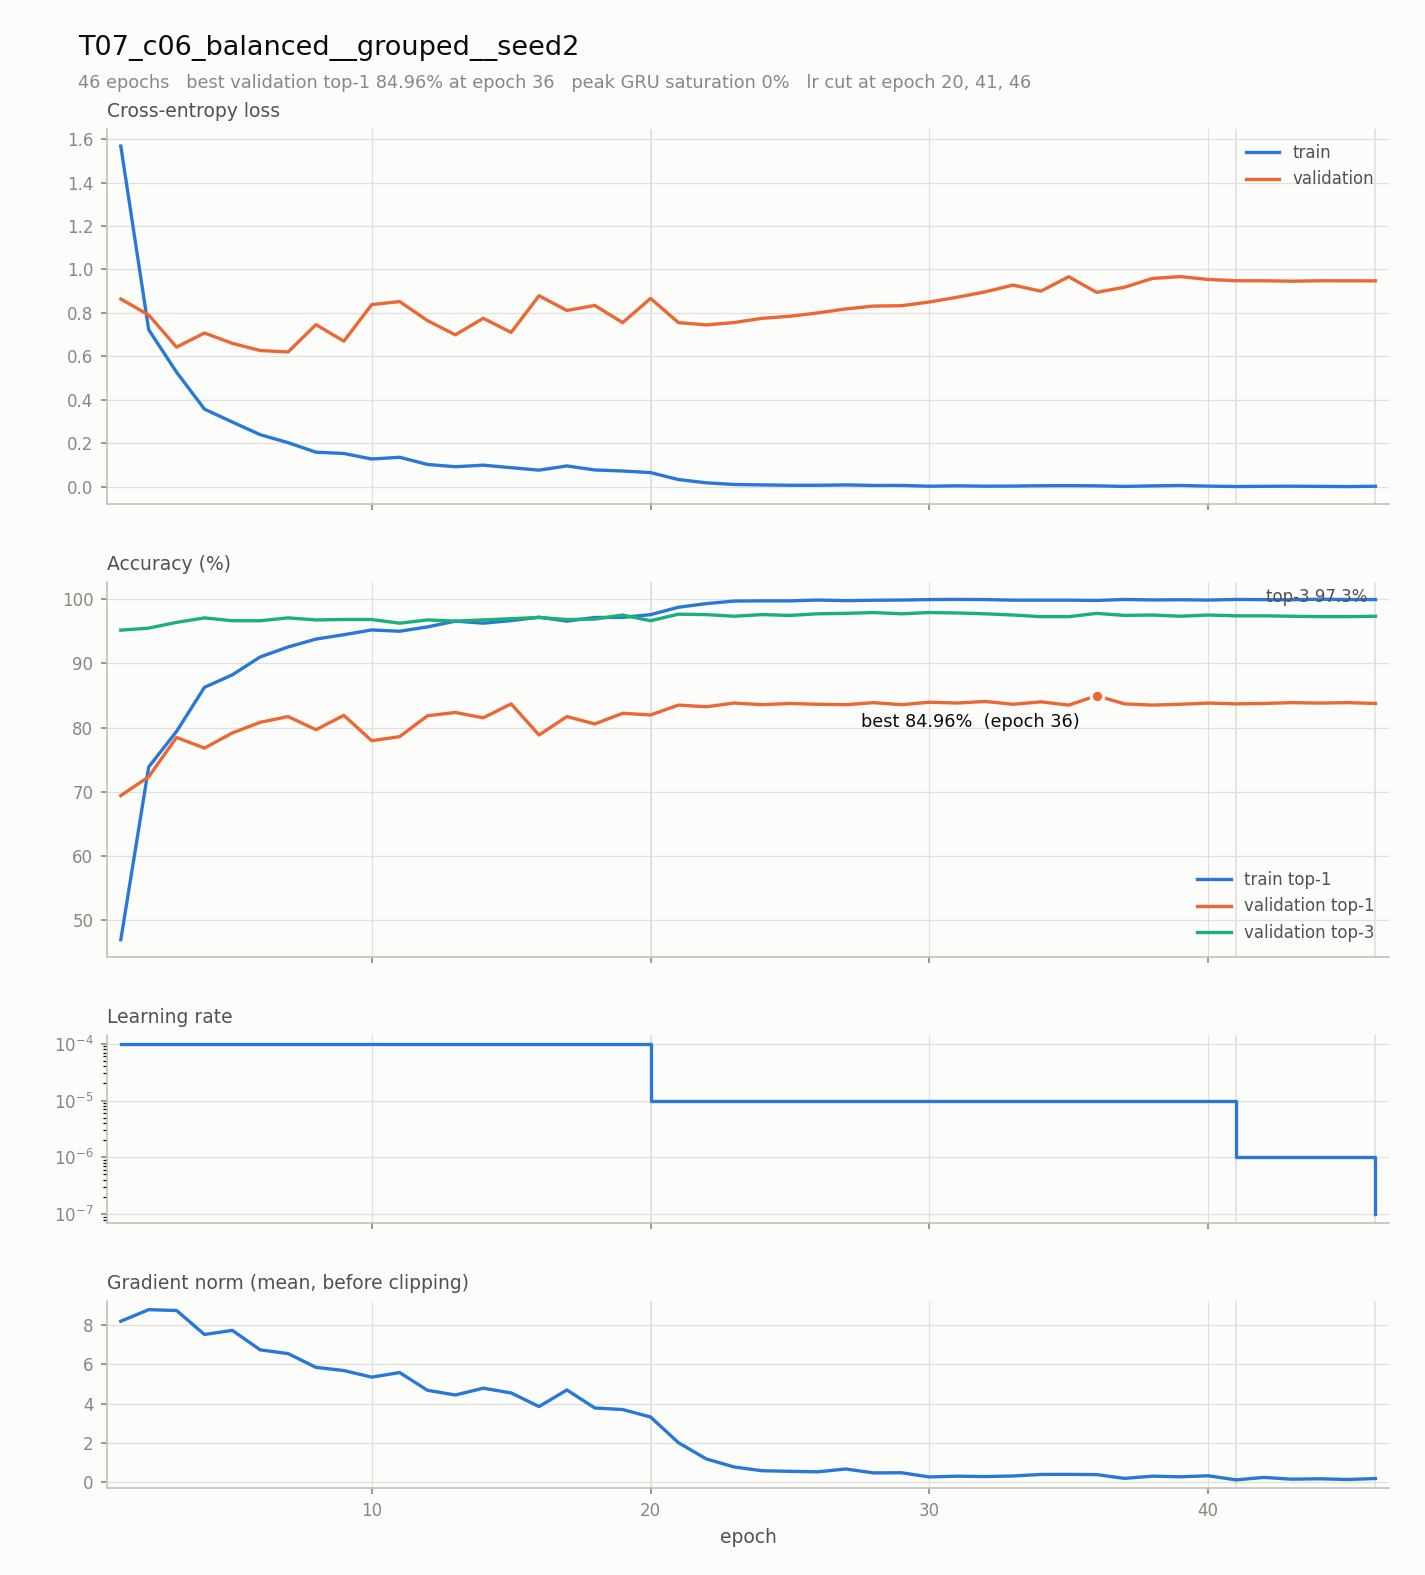 T07_c06_balanced__grouped__seed2
46 epochs   best validation top-1 84.96% at epoch 36   peak GRU saturation 0%   lr cut at epoch 20, 41, 46
Cross-entropy loss
1.6
1.4
1.2
1.0
0.8
0.6
0.4
0.2
0.0
train
validation
Accuracy (%)
100
90
80
70
60
50
top-3 97.3%
best 84.96%  (epoch 36)
train top-1
validation top-1
validation top-3
Learning rate
10⁻⁴
10⁻⁵
10⁻⁶
10⁻⁷
Gradient norm (mean, before clipping)
8
6
4
2
0
10 20 30 40
epoch